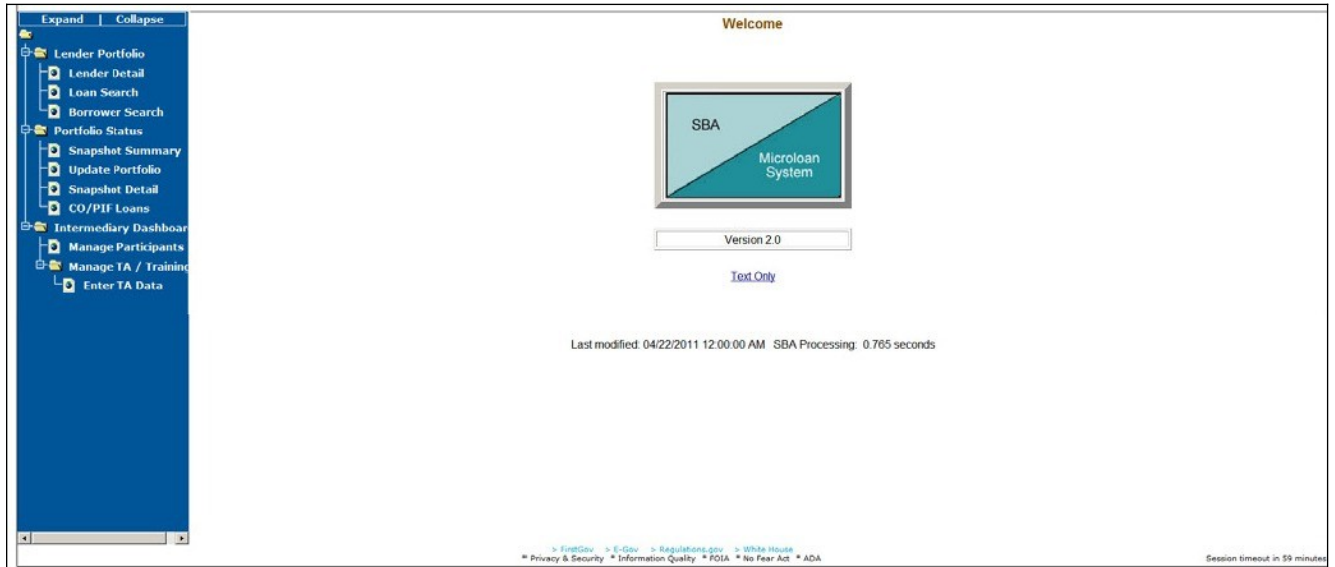 Expand | Collapse
Lender Portfolio
Lender Detail
Loan Search
Borrower Search
Portfolio Status
Snapshot Summary
Update Portfolio
Snapshot Detail
CO/PIF Loans
Intermediary Dashboar
Manage Participants
Manage TA / Training
Enter TA Data
Welcome
SBA
Microloan
System
Version 2.0
Text Only
Last modified: 04/22/2011 12:00:00 AM SBA Processing: 0.765 seconds
> FirstGov > E-Gov > Regulations.gov > White House
* Privacy & Security * Information Quality * FOIA * No Fear Act * ADA
Session timeout in 59 minutes